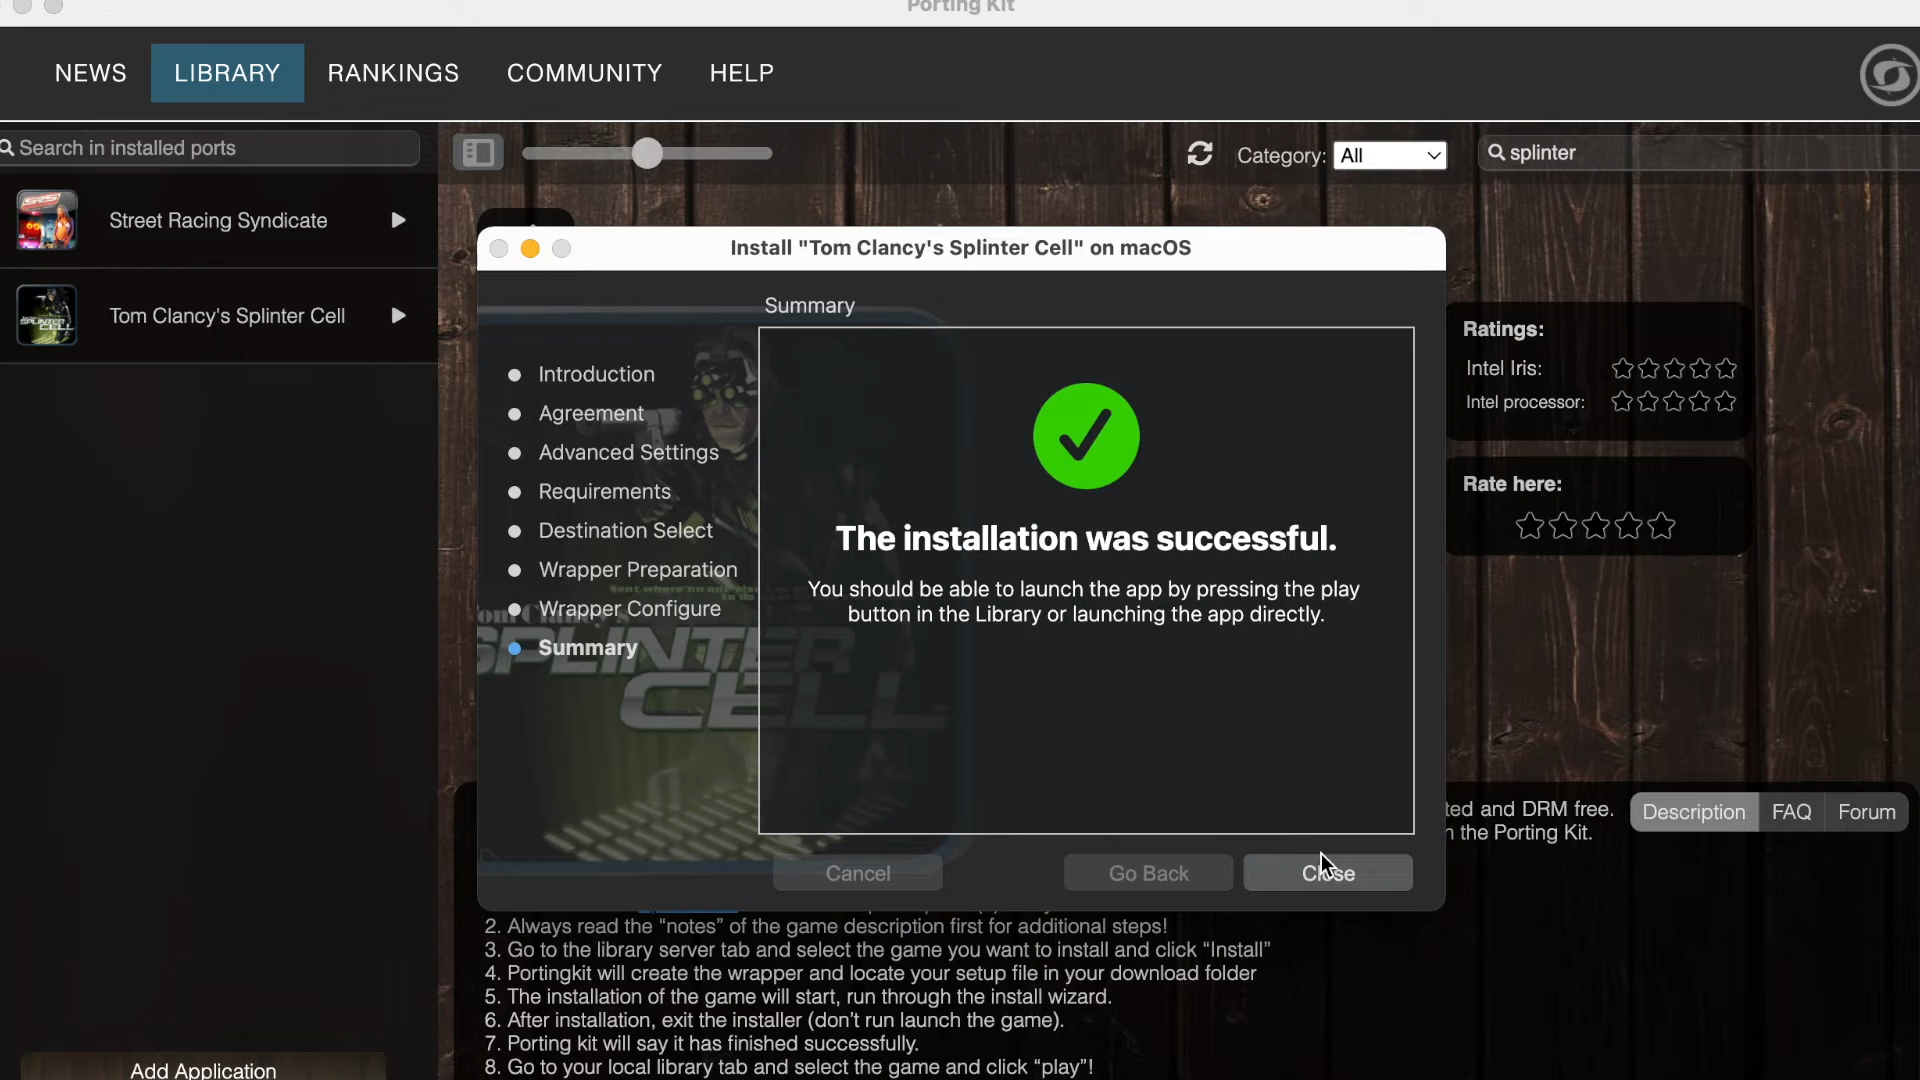 Porting Kit
NEWS LIBRARY RANKINGS COMMUNITY HELP
Search in installed ports
Category: All
splinter
Street Racing Syndicate
Tom Clancy's Splinter Cell
Install "Tom Clancy's Splinter Cell" on macOS
Summary
Introduction
Agreement
Advanced Settings
Requirements
Destination Select
Wrapper Preparation
Wrapper Configure
Summary
SPLINTER
CELL
The installation was successful.
You should be able to launch the app by pressing the play
button in the Library or launching the app directly.
Cancel Go Back Close
Ratings:
Intel Iris:
Intel processor:
Rate here:
ted and DRM free.
the Porting Kit.
Description FAQ Forum
2. Always read the “notes” of the game description first for additional steps!
3. Go to the library server tab and select the game you want to install and click “Install”
4. Portingkit will create the wrapper and locate your setup file in your download folder
5. The installation of the game will start, run through the install wizard.
6. After installation, exit the installer (don't run launch the game).
7. Porting kit will say it has finished successfully.
8. Go to your local library tab and select the game and click “play”!
Add Application